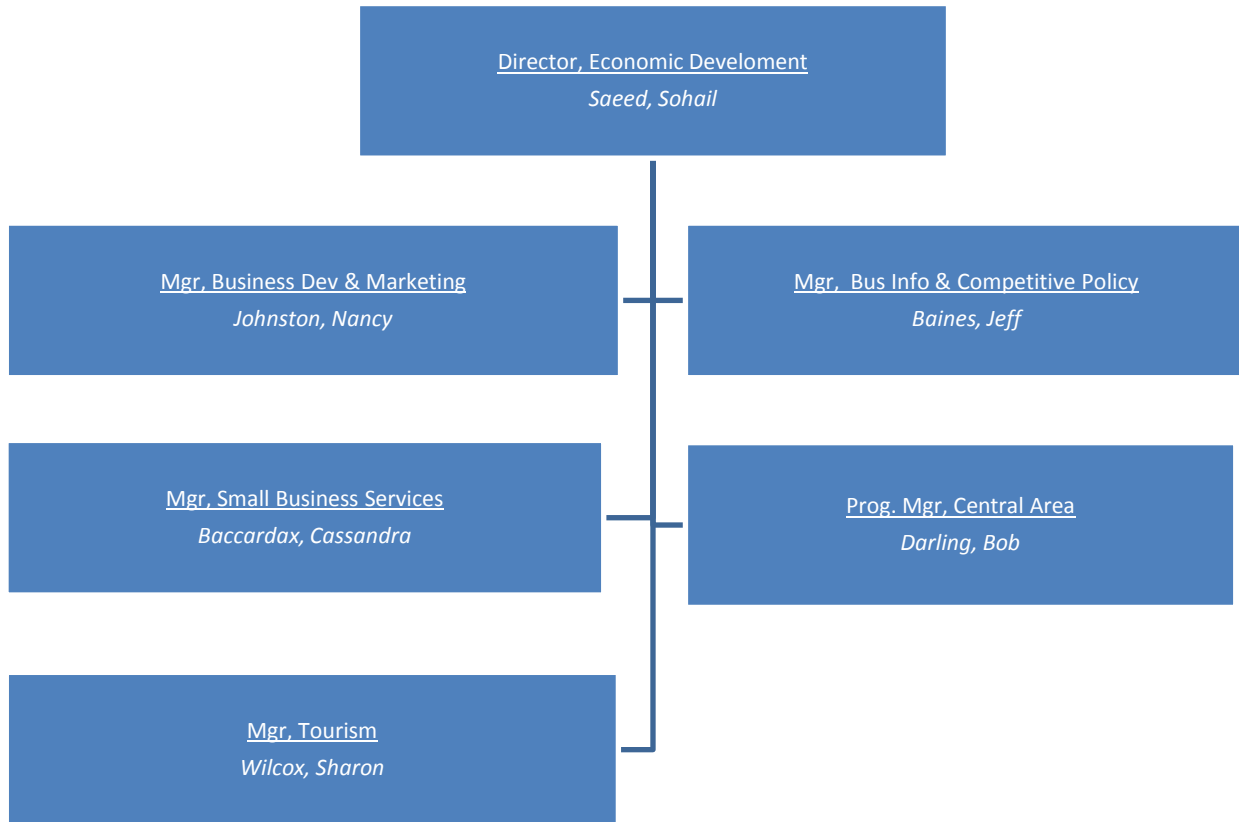 Director, Economic Develoment
Saeed, Sohail
Mgr, Business Dev & Marketing
Johnston, Nancy
Mgr,  Bus Info & Competitive Policy
Baines, Jeff
Mgr, Small Business Services
Baccardax, Cassandra
Prog. Mgr, Central Area
Darling, Bob
Mgr, Tourism
Wilcox, Sharon